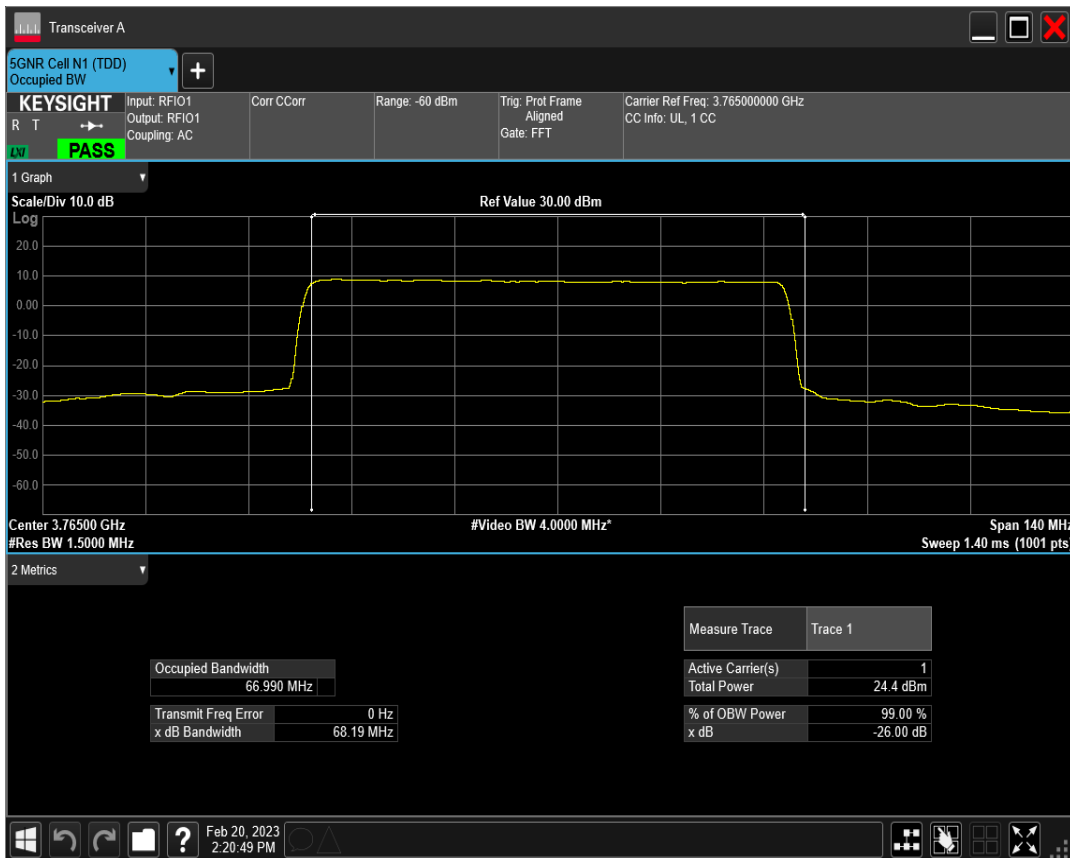 Transceiver A
5GNR Cell N1 (TDD)
Occupied BW
+
KEYSIGHT
R T
LXI
PASS
Input: RFIO1
Output: RFIO1
Coupling: AC
Corr CCorr
Range: -60 dBm
Trig: Prot Frame
Aligned
Gate: FFT
Carrier Ref Freq: 3.765000000 GHz
CC Info: UL, 1 CC
1 Graph
Scale/Div 10.0 dB
Ref Value 30.00 dBm
Log
20.0
10.0
0.00
-10.0
-20.0
-30.0
-40.0
-50.0
-60.0
Center 3.76500 GHz
#Video BW 4.0000 MHz*
Span 140 MHz
#Res BW 1.5000 MHz
Sweep 1.40 ms (1001 pts)
2 Metrics
Measure Trace Trace 1
Occupied Bandwidth
66.990 MHz
Active Carrier(s) 1
Total Power 24.4 dBm
Transmit Freq Error 0 Hz
x dB Bandwidth 68.19 MHz
% of OBW Power 99.00 %
x dB -26.00 dB
?
Feb 20, 2023
2:20:49 PM